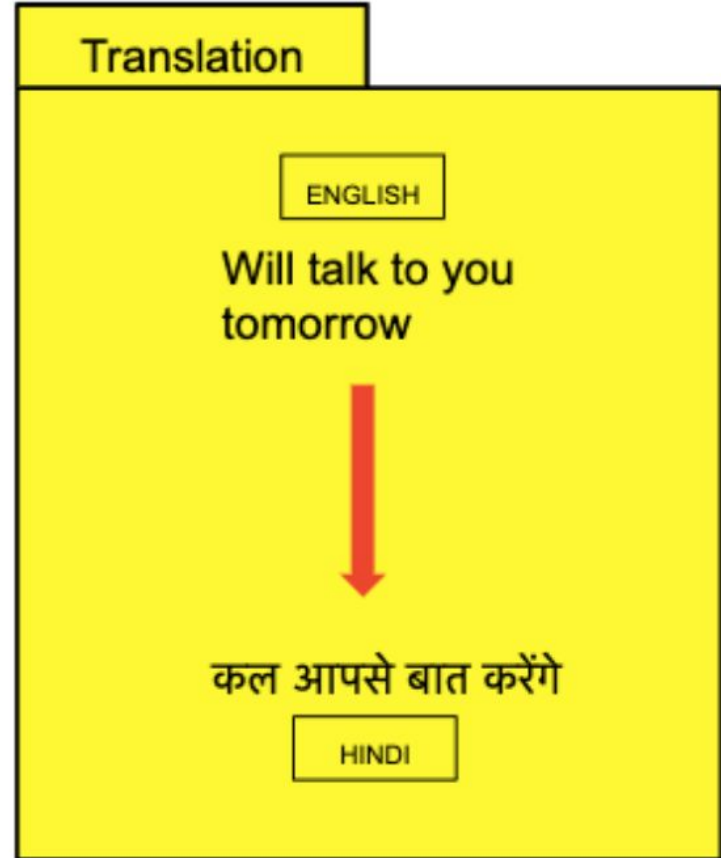 Translation
ENGLISH
Will talk to you
tomorrow
कल आपसे बात करेंगे
HINDI